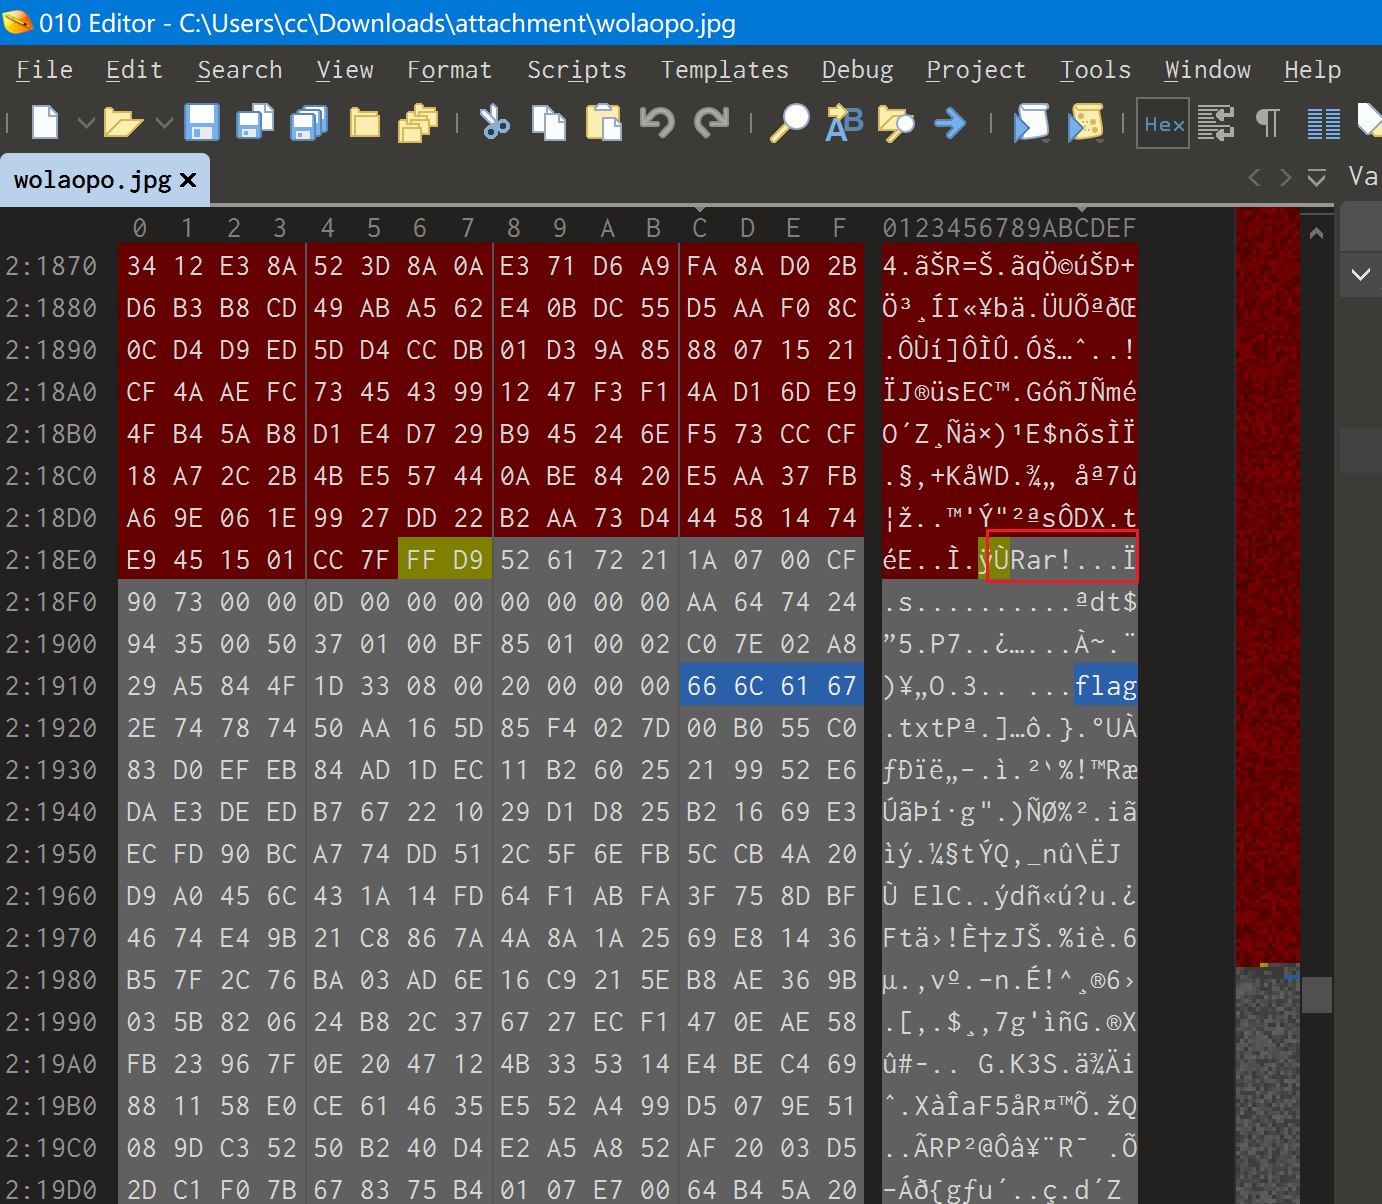 010 Editor - C:\Users\cc\Downloads\attachment\wolaopo.jpg
File Edit Search View Format Scripts Templates Debug Project Tools Window Help
Hex
wolaopo.jpg
Va
0 1 2 3 4 5 6 7 8 9 A B C D E F 0123456789ABCDEF
2:1870 34 12 E3 8A 52 3D 8A 0A E3 71 D6 A9 FA 8A D0 2B 4.ãŠR=Š.ãqÖ©úŠÐ+
2:1880 D6 B3 B8 CD 49 AB A5 62 E4 0B DC 55 D5 AA F0 8C Ö³¸ÍI«¥bä.ÜUÕªðŒ
2:1890 0C D4 D9 ED 5D D4 CC DB 01 D3 9A 85 88 07 15 21 .ÔÙí]ÔÌÛ.Óš…ˆ..!
2:18A0 CF 4A AE FC 73 45 43 99 12 47 F3 F1 4A D1 6D E9 ÏJ®üsEC™.GóñJÑmé
2:18B0 4F B4 5A B8 D1 E4 D7 29 B9 45 24 6E F5 73 CC CF O´Z¸Ñä×)¹E$nõsÌÏ
2:18C0 18 A7 2C 2B 4B E5 57 44 0A BE 84 20 E5 AA 37 FB .§,+KåWD.¾„ åª7û
2:18D0 A6 9E 06 1E 99 27 DD 22 B2 AA 73 D4 44 58 14 74 ¦ž..™'Ý"²ªsÔDX.t
2:18E0 E9 45 15 01 CC 7F FF D9 52 61 72 21 1A 07 00 CF éE..Ì.ÿÙRar!...Ï
2:18F0 90 73 00 00 0D 00 00 00 00 00 00 00 AA 64 74 24 .s..........ªdt$
2:1900 94 35 00 50 37 01 00 BF 85 01 00 02 C0 7E 02 A8 ”5.P7..¿…...À~.¨
2:1910 29 A5 84 4F 1D 33 08 00 20 00 00 00 66 6C 61 67 )¥„O.3.. ...flag
2:1920 2E 74 78 74 50 AA 16 5D 85 F4 02 7D 00 B0 55 C0 .txtPª.]…ô.}.°UÀ
2:1930 83 D0 EF EB 84 AD 1D EC 11 B2 60 25 21 99 52 E6 ƒÐïë„-.ì.²`%!™Ræ
2:1940 DA E3 DE ED B7 67 22 10 29 D1 D8 25 B2 16 69 E3 ÚãÞí·g".)ÑØ%².iã
2:1950 EC FD 90 BC A7 74 DD 51 2C 5F 6E FB 5C CB 4A 20 ìý.¼§tÝQ,_nû\ËJ
2:1960 D9 A0 45 6C 43 1A 14 FD 64 F1 AB FA 3F 75 8D BF Ù ElC..ýdñ«ú?u.¿
2:1970 46 74 E4 9B 21 C8 86 7A 4A 8A 1A 25 69 E8 14 36 Ftä›!È†zJŠ.%iè.6
2:1980 B5 7F 2C 76 BA 03 AD 6E 16 C9 21 5E B8 AE 36 9B µ.,vº.-n.É!^¸®6›
2:1990 03 5B 82 06 24 B8 2C 37 67 27 EC F1 47 0E AE 58 .[‚.$¸,7g'ìñG.®X
2:19A0 FB 23 96 7F 0E 20 47 12 4B 33 53 14 E4 BE C4 69 û#–.. G.K3S.ä¾Äi
2:19B0 88 11 58 E0 CE 61 46 35 E5 52 A4 99 D5 07 9E 51 ˆ.XàÎaF5åR¤™Õ.žQ
2:19C0 08 9D C3 52 50 B2 40 D4 E2 A5 A8 52 AF 20 03 D5 ..ÃRP²@Ôâ¥¨R¯ .Õ
2:19D0 2D C1 F0 7B 67 83 75 B4 01 07 E7 00 64 B4 5A 20 -Áð{gƒu´..ç.d´Z